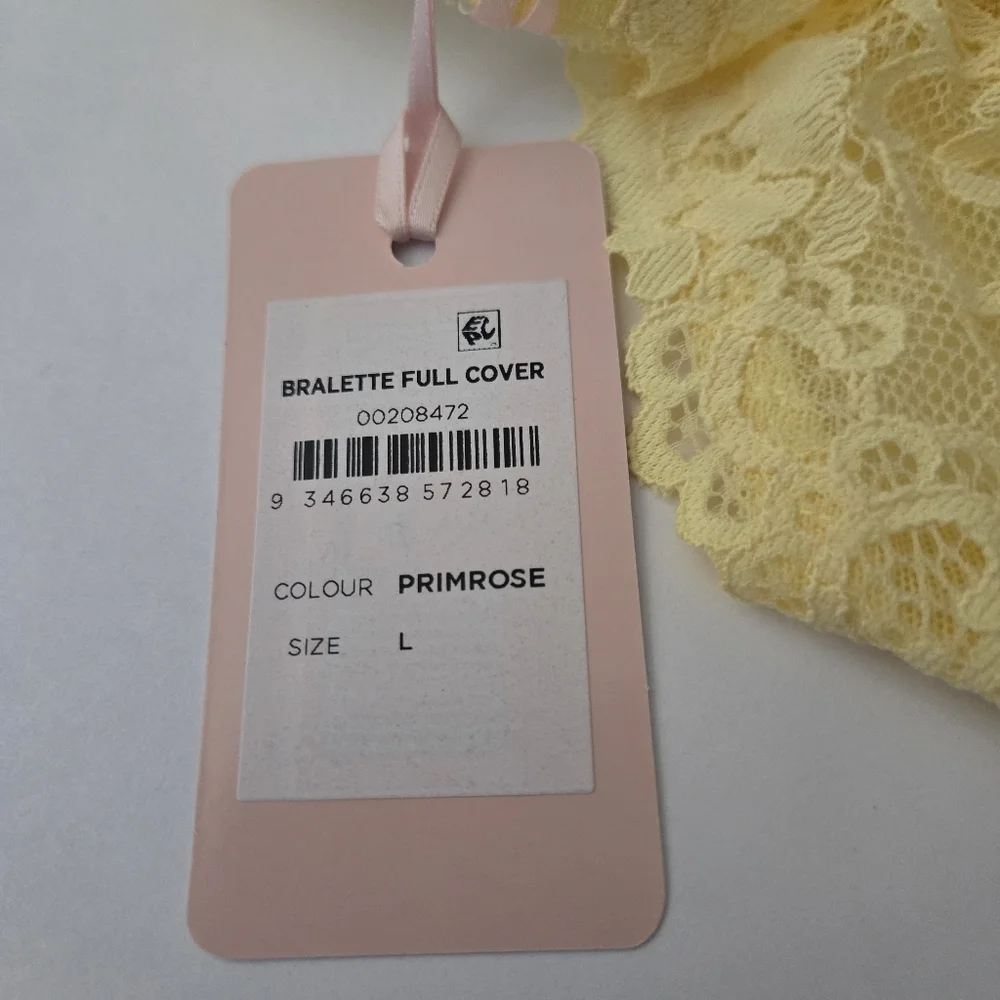 BRALETTE FULL COVER
00208472
9 346638 572818
COLOUR PRIMROSE
SIZE L